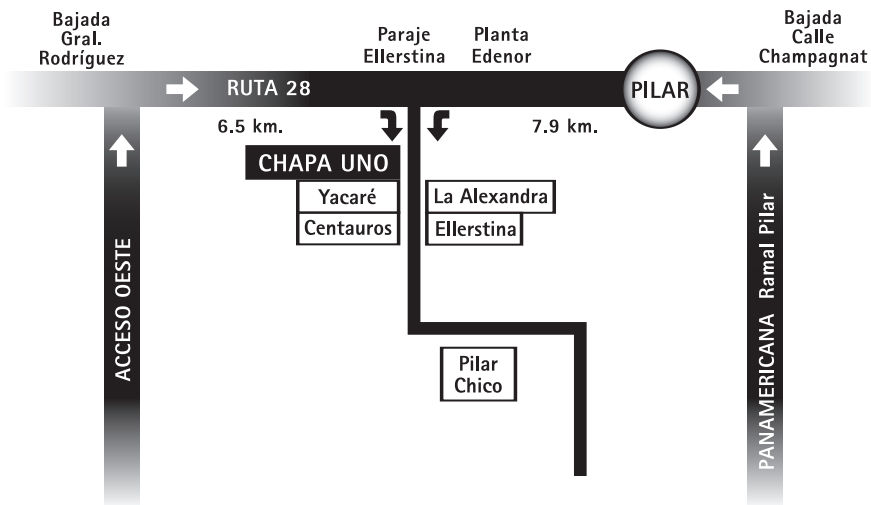 Bajada
Gral.
Rodríguez
Paraje
Ellerstina
Planta
Edenor
Bajada
Calle
Champagnat
RUTA 28
PILAR
6.5 km.
7.9 km.
CHAPA UNO
Yacaré
Centauros
La Alexandra
Ellerstina
Pilar
Chico
ACCESO OESTE
PANAMERICANA Ramal Pilar